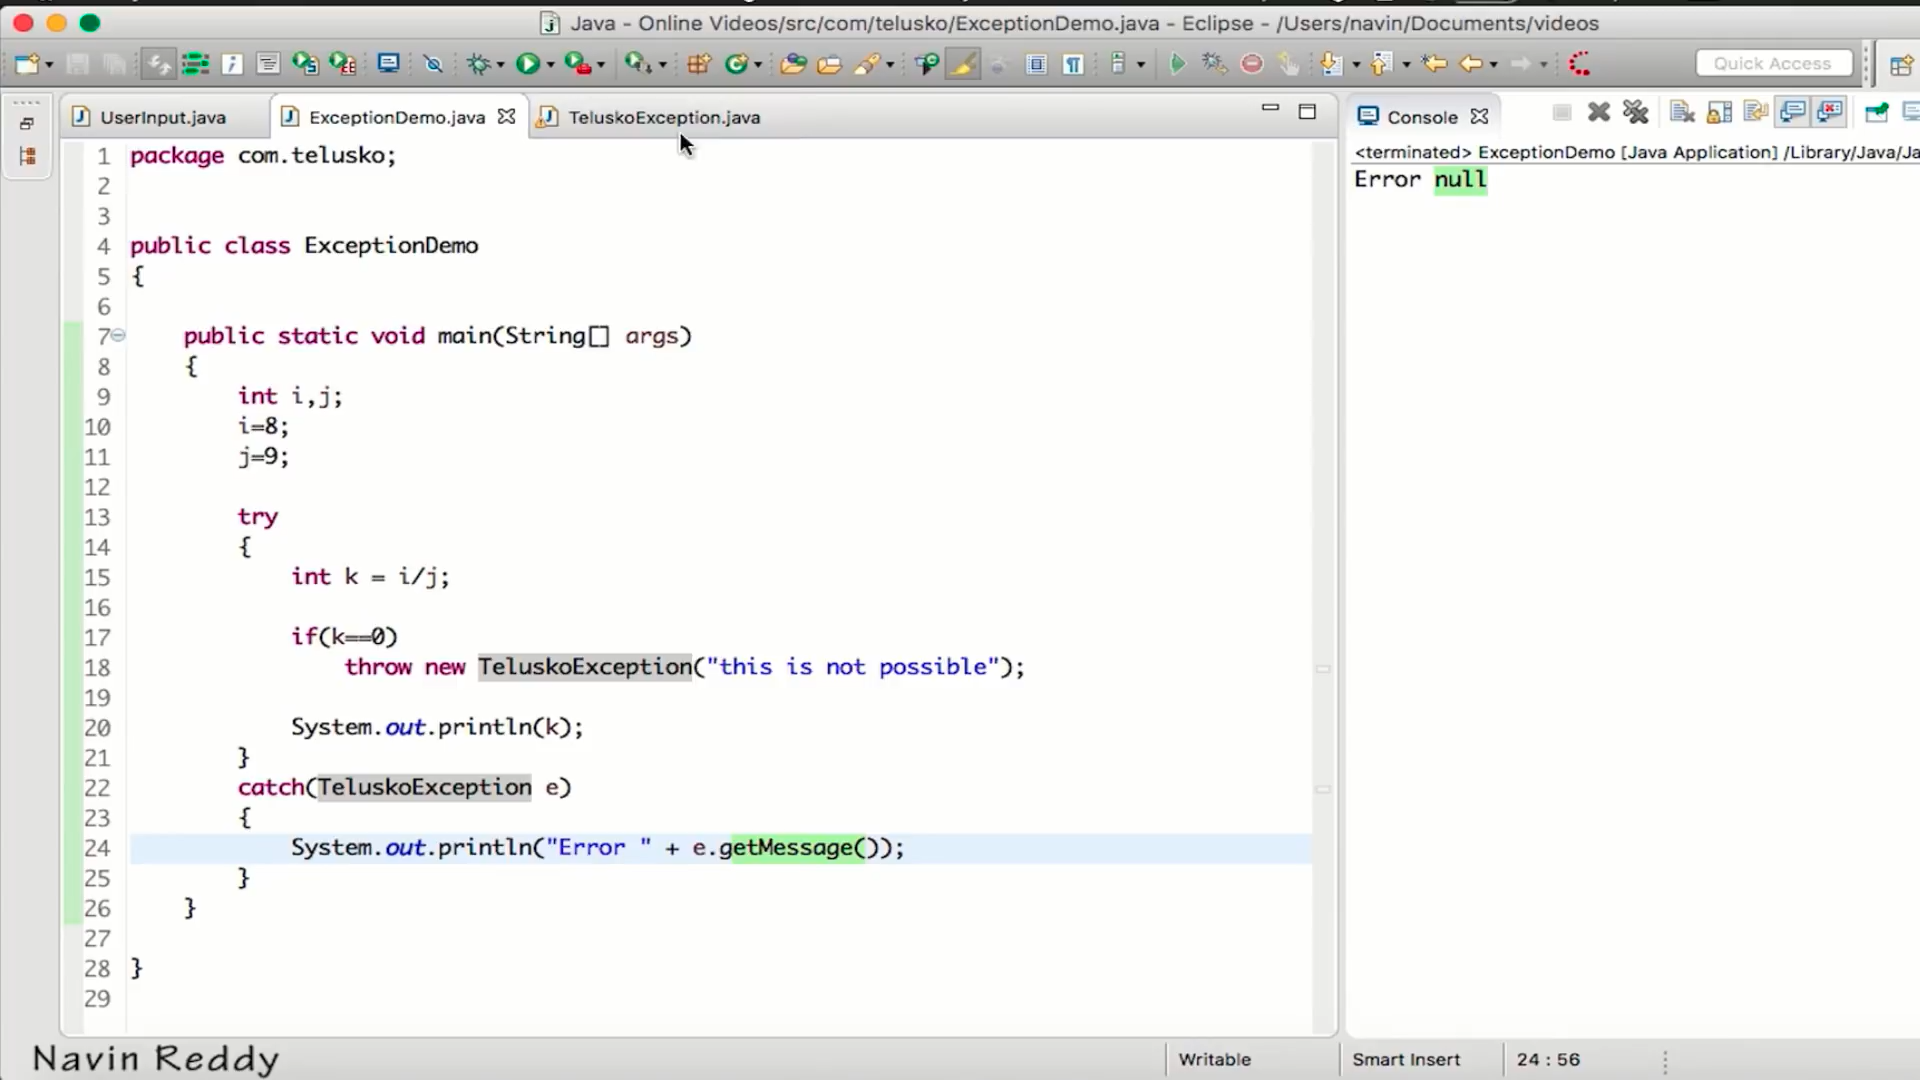 Java - Online Videos/src/com/telusko/ExceptionDemo.java - Eclipse - /Users/navin/Documents/videos
Quick Access
UserInput.java
ExceptionDemo.java
TeluskoException.java
Console
<terminated> ExceptionDemo [Java Application] /Library/Java/Ja
Error null
1 package com.telusko;
2
3
4 public class ExceptionDemo
5 {
6
7 public static void main(String[] args)
8 {
9 int i,j;
10 i=8;
11 j=9;
12
13 try
14 {
15 int k = i/j;
16
17 if(k==0)
18 throw new TeluskoException("this is not possible");
19
20 System.out.println(k);
21 }
22 catch(TeluskoException e)
23 {
24 System.out.println("Error " + e.getMessage());
25 }
26 }
27
28 }
29
Navin Reddy
Writable
Smart Insert
24 : 56